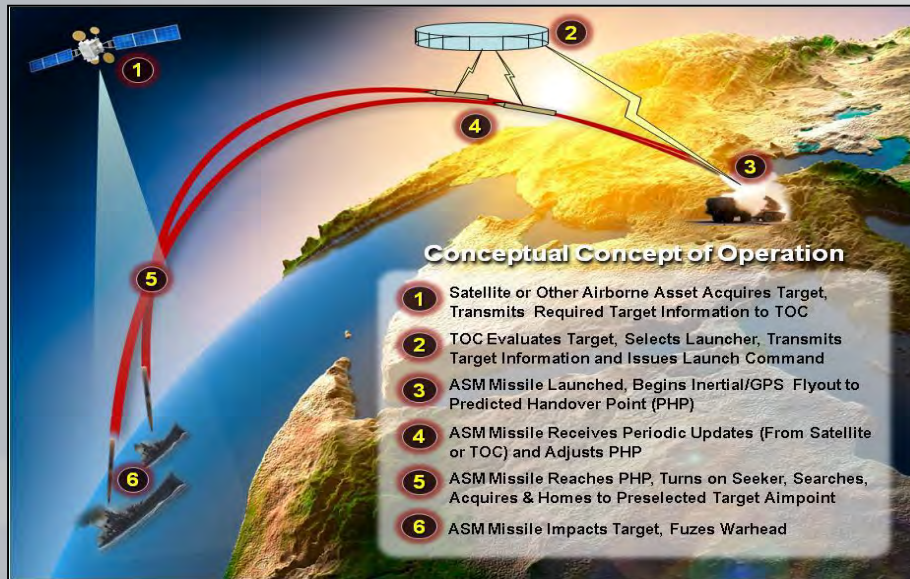 1
2
3
4
5
6
Conceptual Concept of Operation
1 Satellite or Other Airborne Asset Acquires Target,
Transmits Required Target Information to TOC
2 TOC Evaluates Target, Selects Launcher, Transmits
Target Information and Issues Launch Command
3 ASM Missile Launched, Begins Inertial/GPS Flyout to
Predicted Handover Point (PHP)
4 ASM Missile Receives Periodic Updates (From Satellite
or TOC) and Adjusts PHP
5 ASM Missile Reaches PHP, Turns on Seeker, Searches,
Acquires & Homes to Preselected Target Aimpoint
6 ASM Missile Impacts Target, Fuzes Warhead